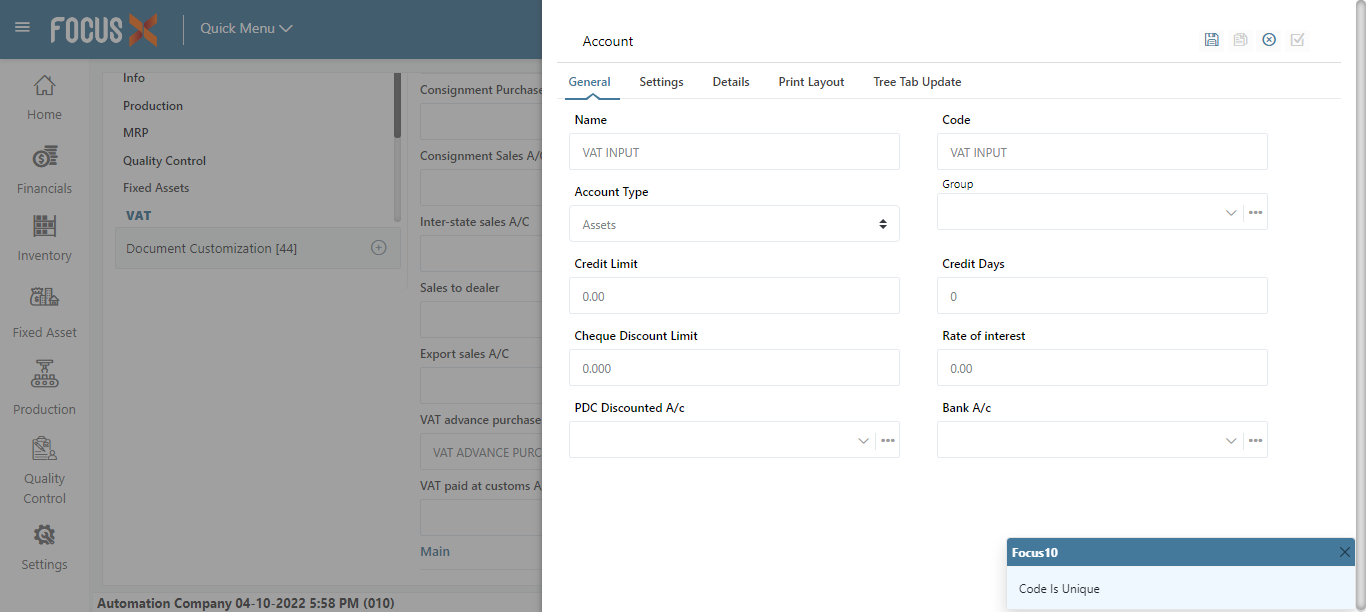 FOCUS X
Quick Menu
Home
Financials
Inventory
Fixed Asset
Production
Quality
Control
Settings
Info
Production
MRP
Quality Control
Fixed Assets
VAT
Document Customization [44]
Consignment Purchase
Consignment Sales A/C
Inter-state sales A/C
Sales to dealer
Export sales A/C
VAT advance purchase
VAT ADVANCE PURC
VAT paid at customs A
Main
Automation Company 04-10-2022 5:58 PM (010)
Account
General Settings Details Print Layout Tree Tab Update
Name Code
VAT INPUT VAT INPUT
Account Type Group
Assets
Credit Limit Credit Days
0.00 0
Cheque Discount Limit Rate of interest
0.000 0.00
PDC Discounted A/c Bank A/c
Focus10
Code Is Unique